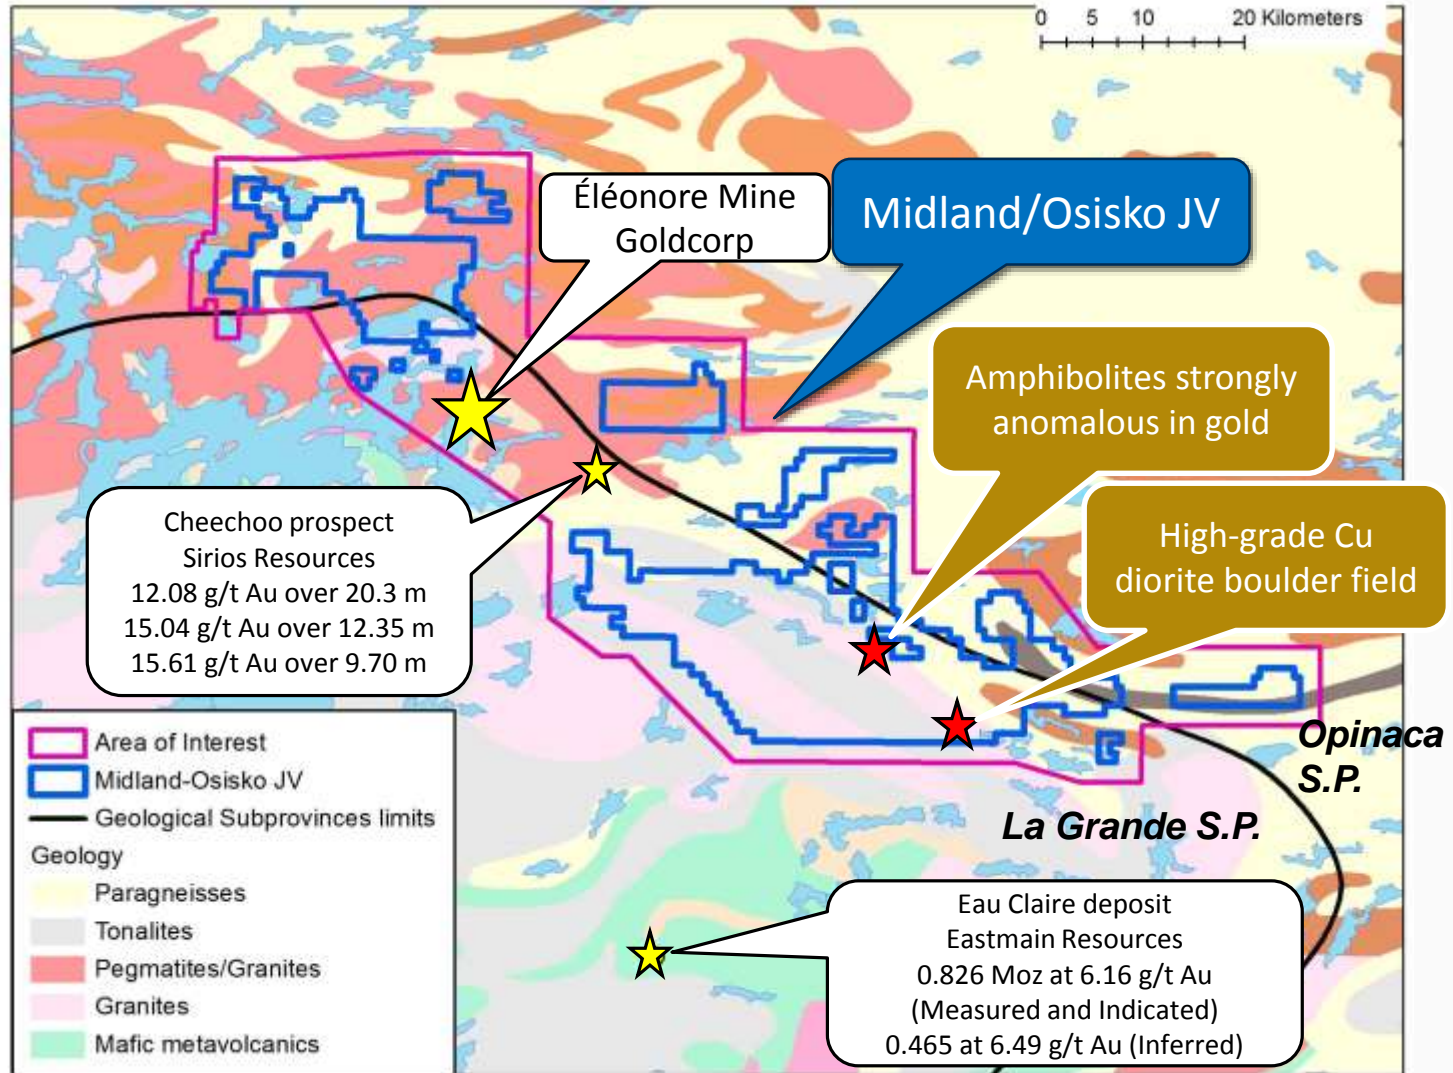 0 5 10 20 Kilometers
Éléonore Mine
Goldcorp
Midland/Osisko JV
Amphibolites strongly
anomalous in gold
High-grade Cu
diorite boulder field
Cheechoo prospect
Sirios Resources
12.08 g/t Au over 20.3 m
15.04 g/t Au over 12.35 m
15.61 g/t Au over 9.70 m
Opinaca
S.P.
La Grande S.P.
Area of Interest
Midland-Osisko JV
Geological Subprovinces limits
Geology
Paragneisses
Tonalites
Pegmatites/Granites
Granites
Mafic metavolcanics
Eau Claire deposit
Eastmain Resources
0.826 Moz at 6.16 g/t Au
(Measured and Indicated)
0.465 at 6.49 g/t Au (Inferred)